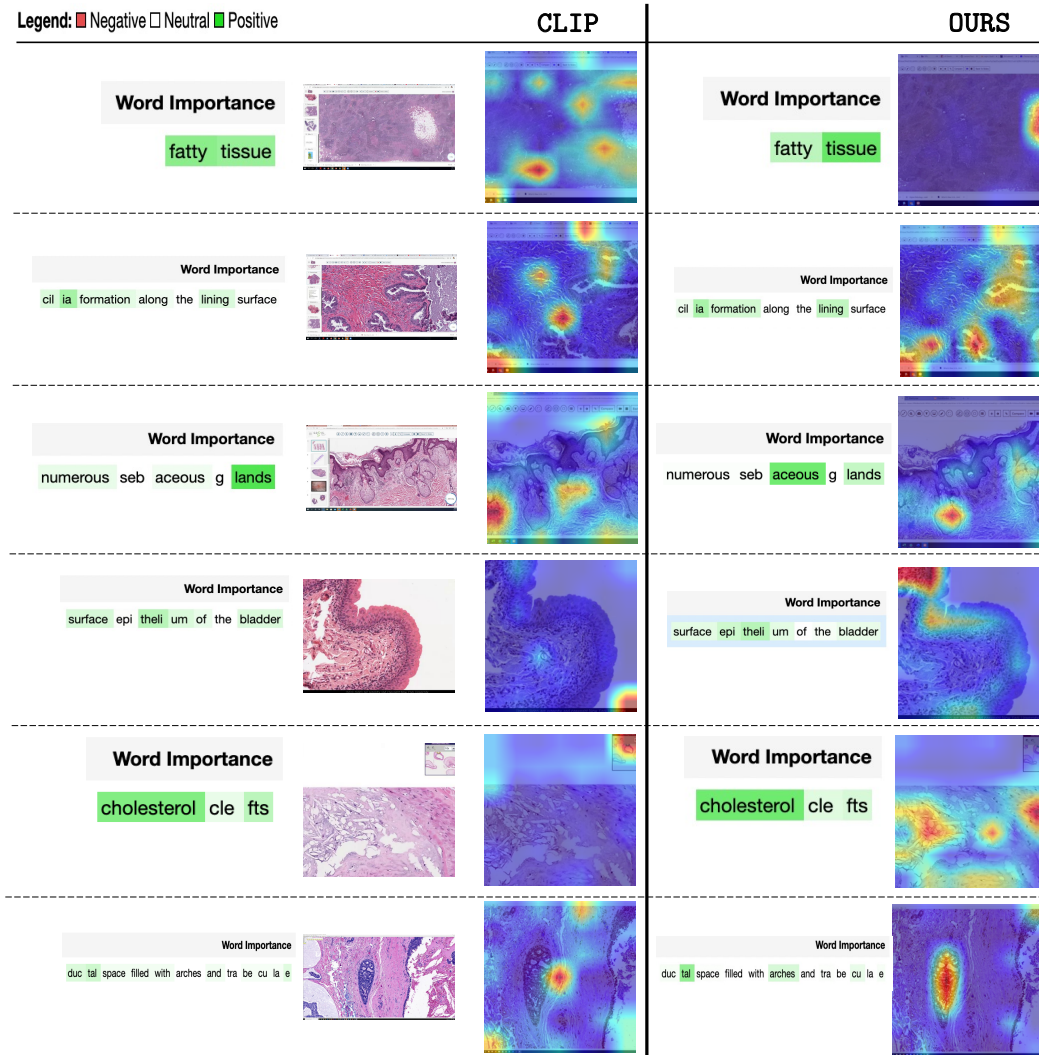 Legend: Negative Neutral Positive CLIP OURS
Word Importance Word Importance
fatty tissue fatty tissue
Word Importance Word Importance
cil ia formation along the lining surface cil ia formation along the lining surface
Word Importance Word Importance
numerous seb aceous g lands numerous seb aceous g lands
Word Importance Word Importance
surface epi theli um of the bladder surface epi theli um of the bladder
Word Importance Word Importance
cholesterol cle fts cholesterol cle fts
Word Importance Word Importance
duc tal space filled with arches and tra be cu la e duc tal space filled with arches and tra be cu la e